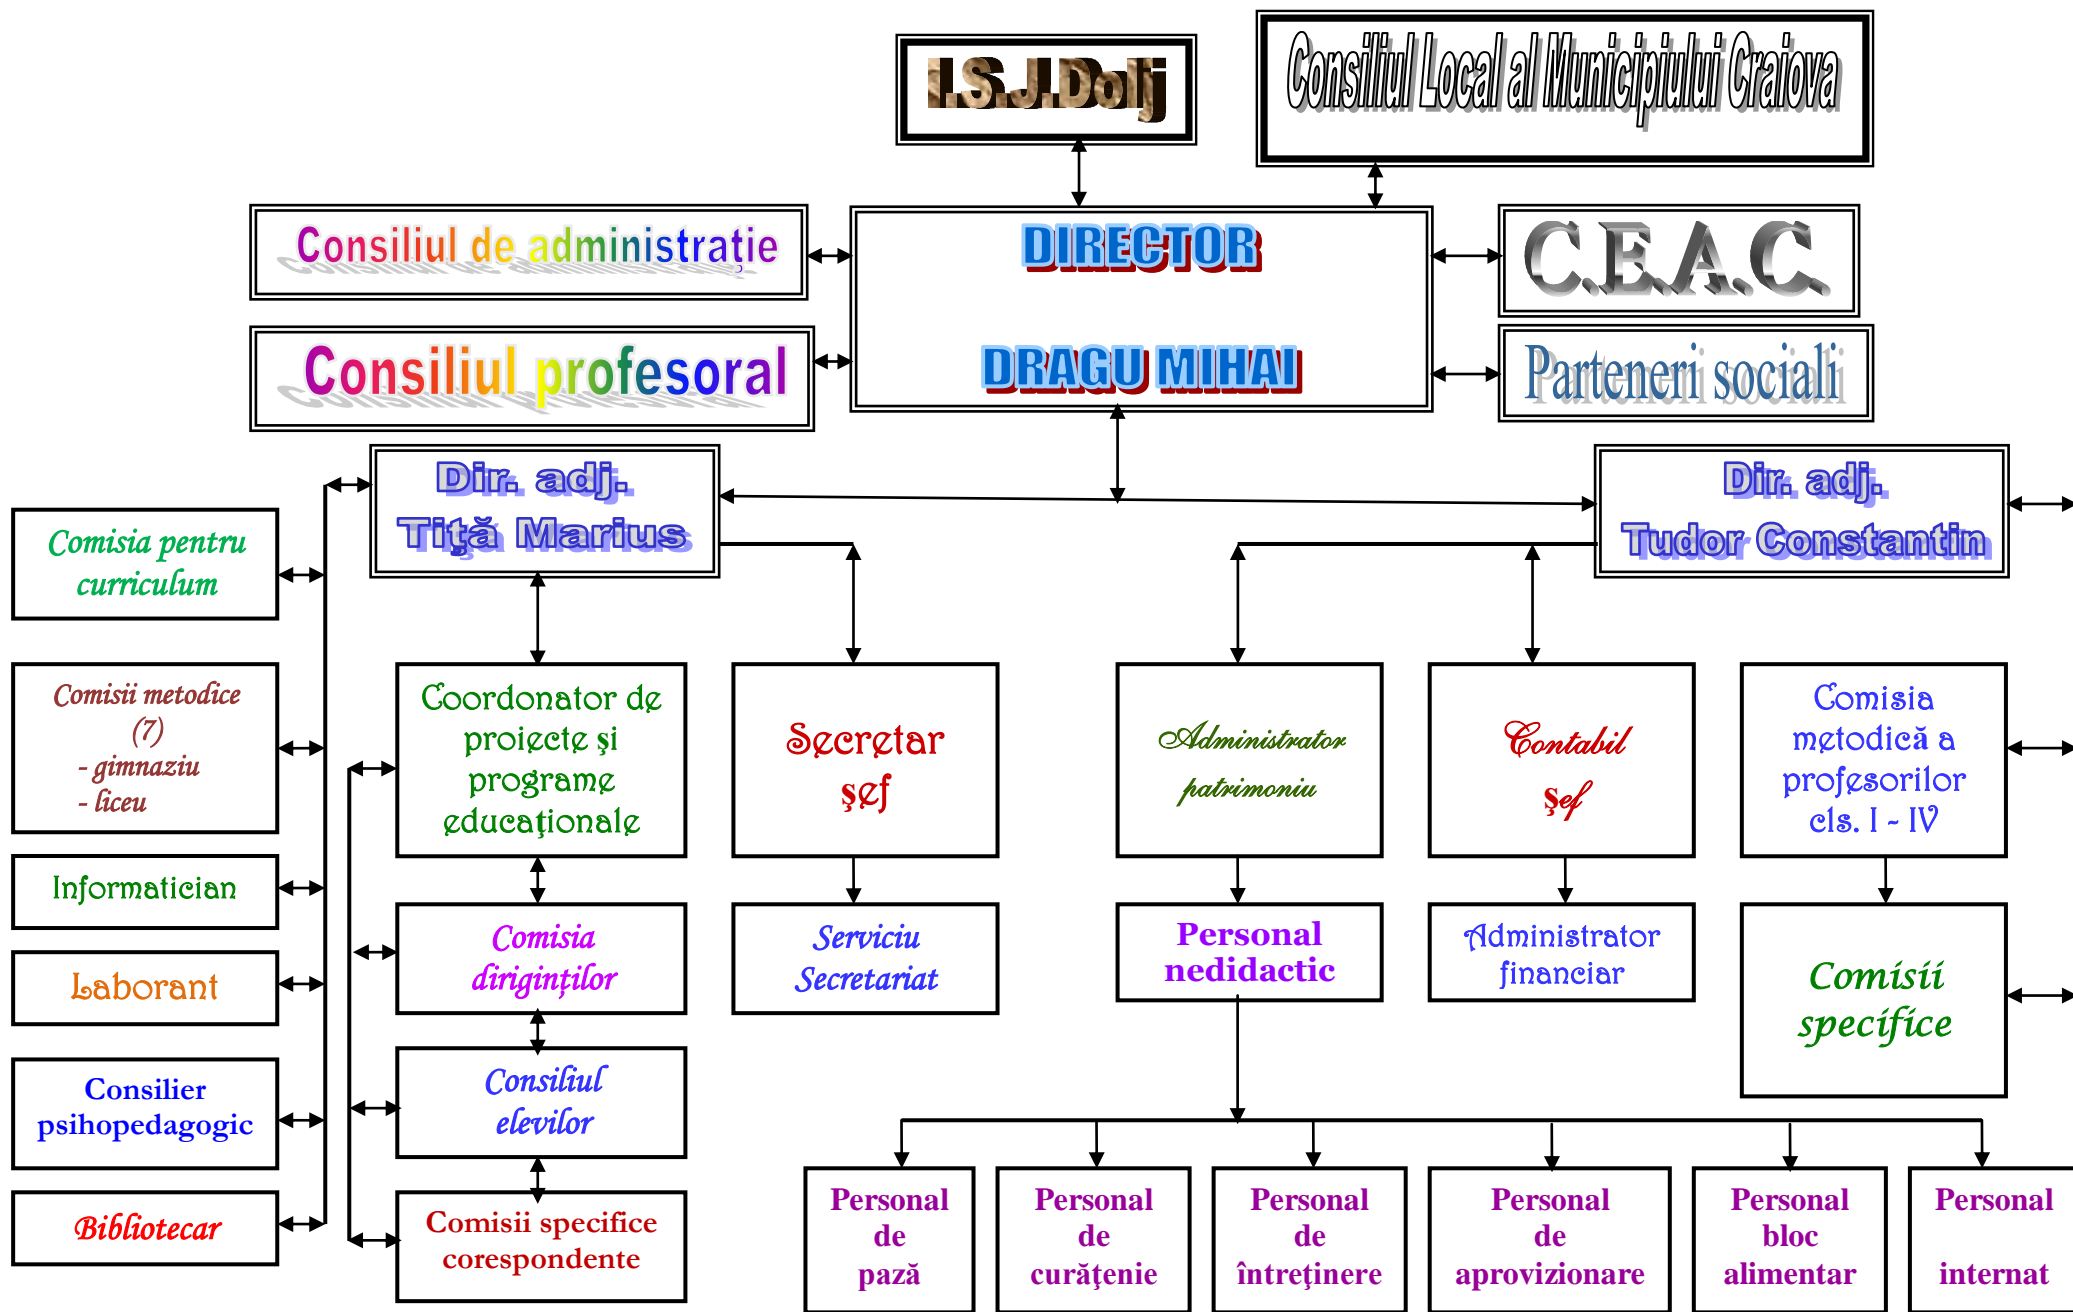 I.S.J.Dolj
Consiliul Local al Municipiului Craiova
Consiliul de administraţie
DIRECTOR
C.E.A.C.
Consiliul profesoral
DRAGU MIHAI
Parteneri sociali
Dir. adj.
Tiţă Marius
Dir. adj.
Tudor Constantin
Comisia pentru
curriculum
Comisii metodice
(7)
- gimnaziu
- liceu
Informatician
Laborant
Consilier
psihopedagogic
Bibliotecar
Coordonator de
proiecte şi
programe
educaţionale
Comisia
diriginţilor
Consiliul
elevilor
Comisii specifice
corespondente
Secretar
şef
Serviciu
Secretariat
Administrator
patrimoniu
Personal
nedidactic
Contabil
şef
Administrator
financiar
Comisia
metodică a
profesorilor
cls. I - IV
Comisii
specifice
Personal
de
pază
Personal
de
curăţenie
Personal
de
întreţinere
Personal
de
aprovizionare
Personal
bloc
alimentar
Personal
internat